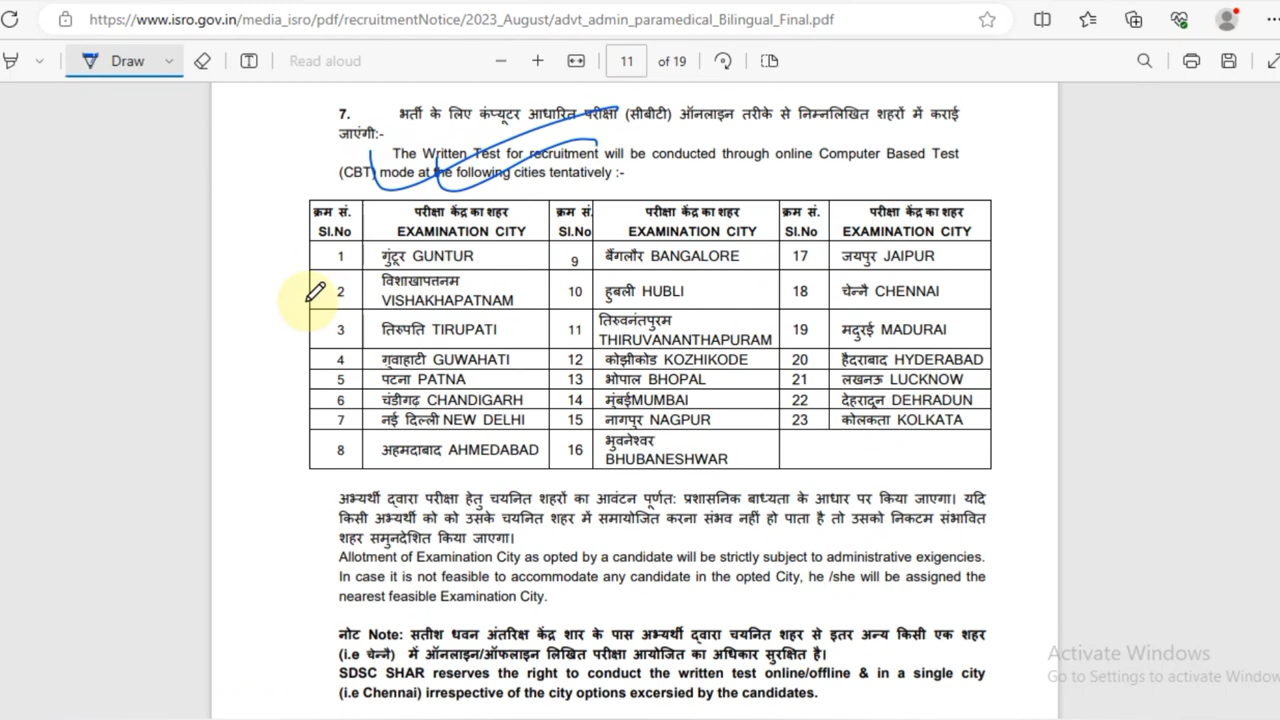 https://www.isro.gov.in/media_isro/pdf/recruitmentNotice/2023_August/advt_admin_paramedical_Bilingual_Final.pdf
Draw
Read aloud
11 of 19
7. भर्ती के लिए कंप्यूटर आधारित परीक्षा (सीबीटी) ऑनलाइन तरीके से निम्नलिखित शहरों में कराई
जाएंगी:-
The Written Test for recruitment will be conducted through online Computer Based Test
(CBT) mode at the following cities tentatively :-
क्रम सं. परीक्षा केंद्र का शहर क्रम सं. परीक्षा केंद्र का शहर क्रम सं. परीक्षा केंद्र का शहर
Sl.No EXAMINATION CITY Sl.No EXAMINATION CITY Sl.No EXAMINATION CITY
1 गुंटूर GUNTUR 9 बैंगलौर BANGALORE 17 जयपुर JAIPUR
2 विशाखापत्तनम VISHAKHAPATNAM 10 हुबली HUBLI 18 चेन्नै CHENNAI
3 तिरुपति TIRUPATI 11 तिरुवनंतपुरम THIRUVANANTHAPURAM 19 मदुरई MADURAI
4 गुवाहाटी GUWAHATI 12 कोझीकोड KOZHIKODE 20 हैदराबाद HYDERABAD
5 पटना PATNA 13 भोपाल BHOPAL 21 लखनऊ LUCKNOW
6 चंडीगढ़ CHANDIGARH 14 मुंबईMUMBAI 22 देहरादून DEHRADUN
7 नई दिल्ली NEW DELHI 15 नागपुर NAGPUR 23 कोलकता KOLKATA
8 अहमदाबाद AHMEDABAD 16 भुवनेश्वर BHUBANESHWAR
अभ्यर्थी द्वारा परीक्षा हेतु चयनित शहरों का आवंटन पूर्णत: प्रशासनिक बाध्यता के आधार पर किया जाएगा। यदि
किसी अभ्यर्थी को को उसके चयनित शहर में समायोजित करना संभव नहीं हो पाता है तो उसको निकटम संभावित
शहर समुनदेशित किया जाएगा।
Allotment of Examination City as opted by a candidate will be strictly subject to administrative exigencies.
In case it is not feasible to accommodate any candidate in the opted City, he /she will be assigned the
nearest feasible Examination City.
नोट Note: सतीश धवन अंतरिक्ष केंद्र शार के पास अभ्यर्थी द्वारा चयनित शहर से इतर अन्य किसी एक शहर
(i.e चेन्नै) में ऑनलाइन/ऑफलाइन लिखित परीक्षा आयोजित का अधिकार सुरक्षित है।
SDSC SHAR reserves the right to conduct the written test online/offline & in a single city
(i.e Chennai) irrespective of the city options excersied by the candidates.
Activate Windows
Go to Settings to activate Window